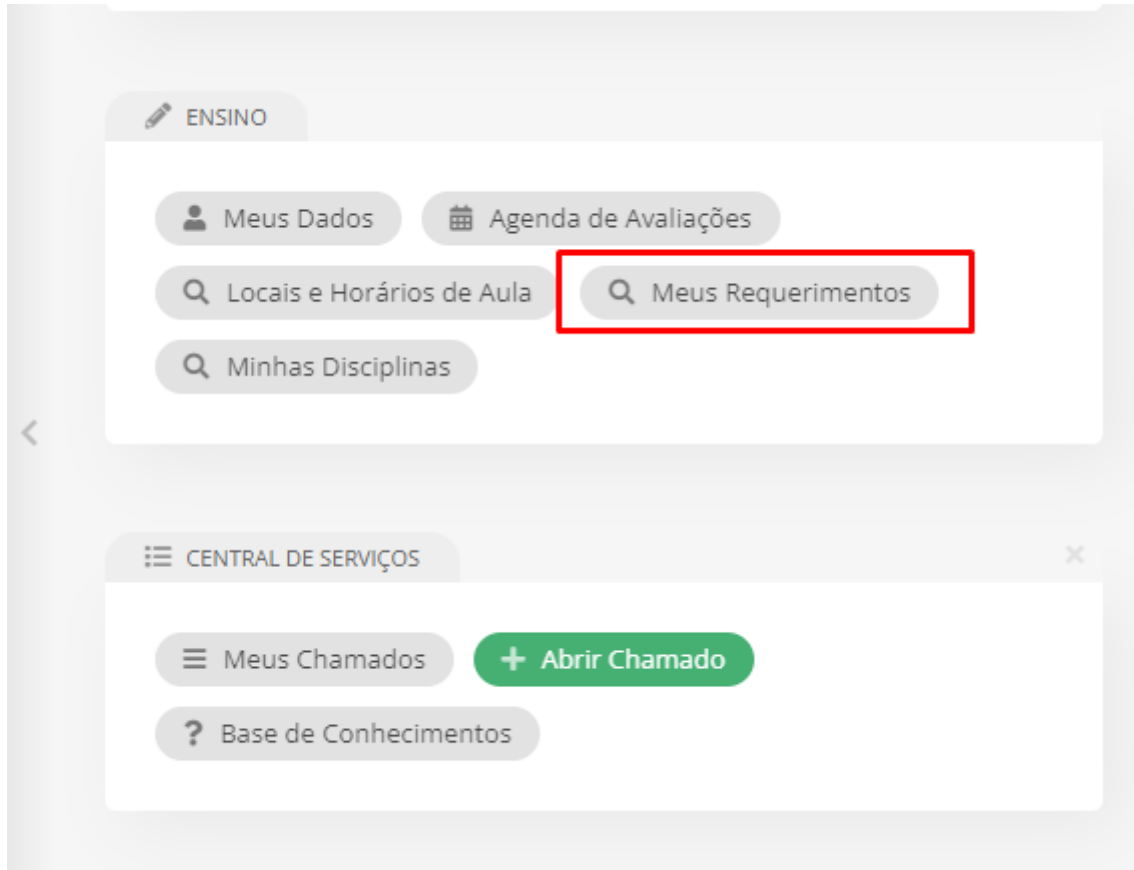 ENSINO
Meus Dados
Agenda de Avaliações
Locais e Horários de Aula
Meus Requerimentos
Minhas Disciplinas
CENTRAL DE SERVIÇOS
Meus Chamados
Abrir Chamado
Base de Conhecimentos